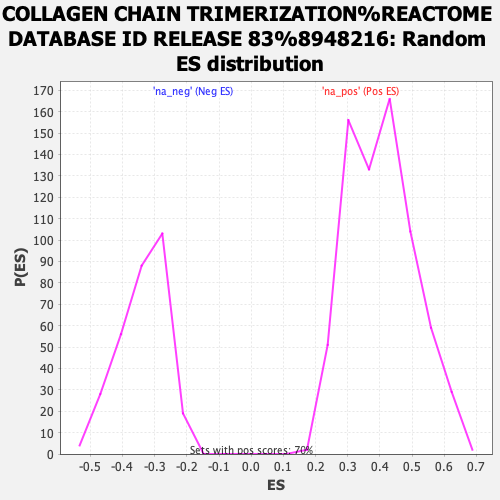 COLLAGEN CHAIN TRIMERIZATION%REACTOME
DATABASE ID RELEASE 83%8948216: Random
ES distribution
'na_neg' (Neg ES)
'na_pos' (Pos ES)
170
160
150
140
130
120
110
100
90
80
70
60
50
40
30
20
10
0
P(ES)
Sets with pos scores: 70%
-0.5 -0.4 -0.3 -0.2 -0.1 0.0 0.1 0.2 0.3 0.4 0.5 0.6 0.7
ES